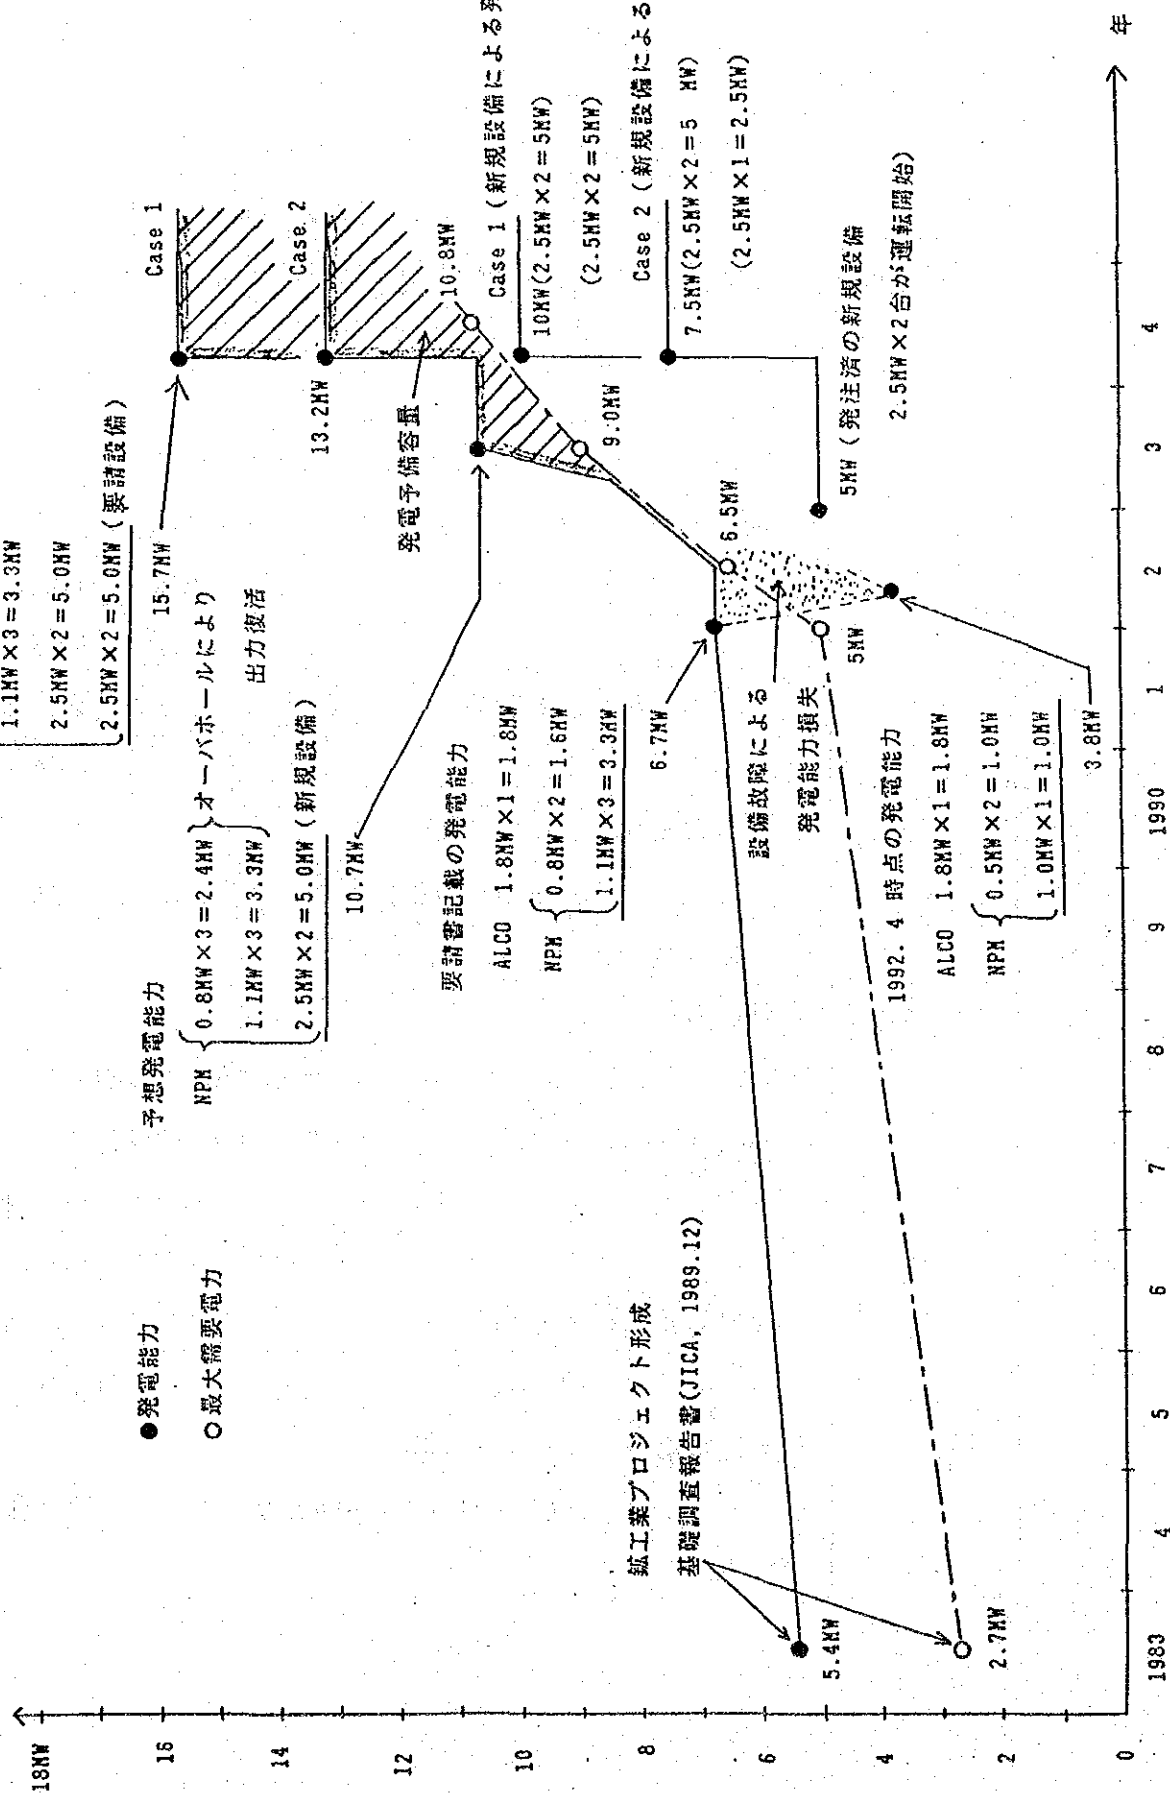 1.1MW×3=3.3MW
2.5MW×2=5.0MW
2.5MW×2=5.0MW (要請設備)
15.7MW
Case 1
Case 2
13.2MW
予想発電能力
NPM
0.8MW×3=2.4MW
オーバホールにより
1.1MW×3=3.3MW
出力復活
2.5MW×2=5.0MW (新規設備)
10.7MW
発電予備容量
10.8MW
Case 1 (新規設備による
10MW(2.5MW×2=5MW)
(2.5MW×2=5MW)
Case 2 (新規設備による
7.5MW(2.5MW×2=5 MW)
(2.5MW×1=2.5MW)
9.0MW
5MW (発注済の新規設備
2.5MW×2台が運転開始)
要請書記載の発電能力
ALCO 1.8MW×1=1.8MW
NPM
0.8MW×2=1.6MW
1.1MW×3=3.3MW
6.7MW
6.5MW
設備故障による
発電能力損失
5MW
1992. 4 時点の発電能力
ALCO 1.8MW×1=1.8MW
NPM
0.5MW×2=1.0MW
1.0MW×1=1.0MW
3.8MW
●発電能力
○最大需要電力
鉱工業プロジェクト形成
基礎調査報告書(JICA, 1989.12)
5.4MW
2.7MW
18MW
16
14
12
10
8
6
4
2
0
1983
4
5
6
7
8
9
1990
1
2
3
4
年